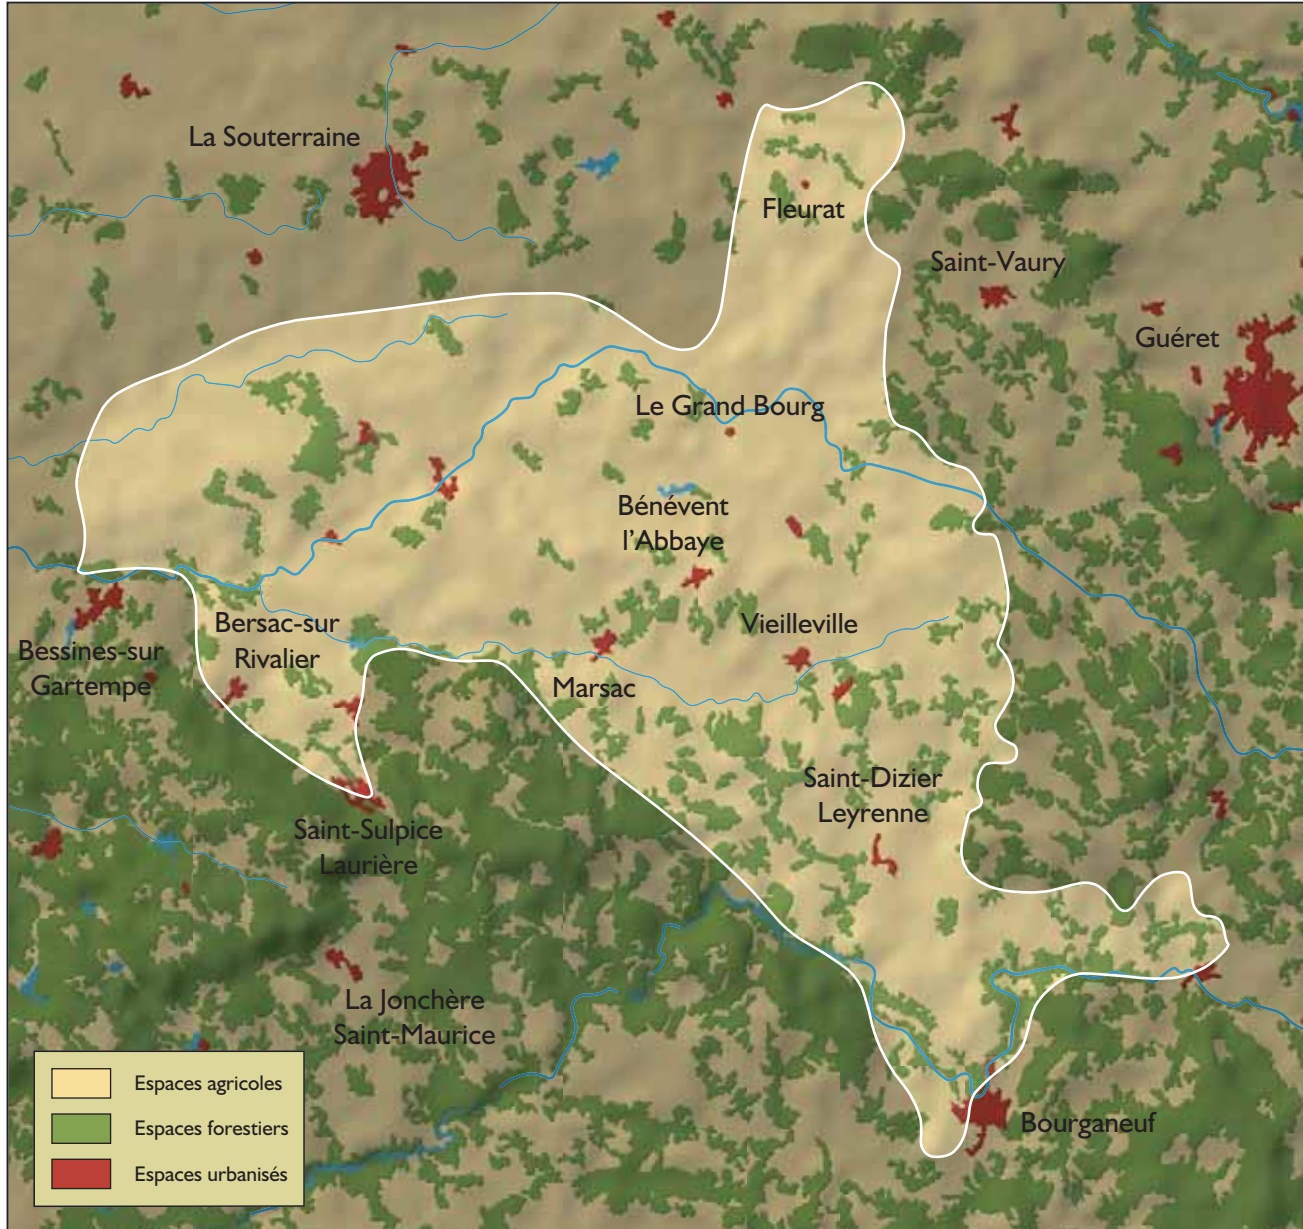 La Souterraine
Fleurat
Saint-Vaury
Guéret
Le Grand Bourg
Bénévent
l'Abbaye
Bersac-sur
Rivalier
Vieilleville
Bessines-sur
Gartempe
Marsac
Saint-Dizier
Leyrenne
Saint-Sulpice
Laurière
La Jonchère
Saint-Maurice
Bourganeuf
Espaces agricoles
Espaces forestiers
Espaces urbanisés